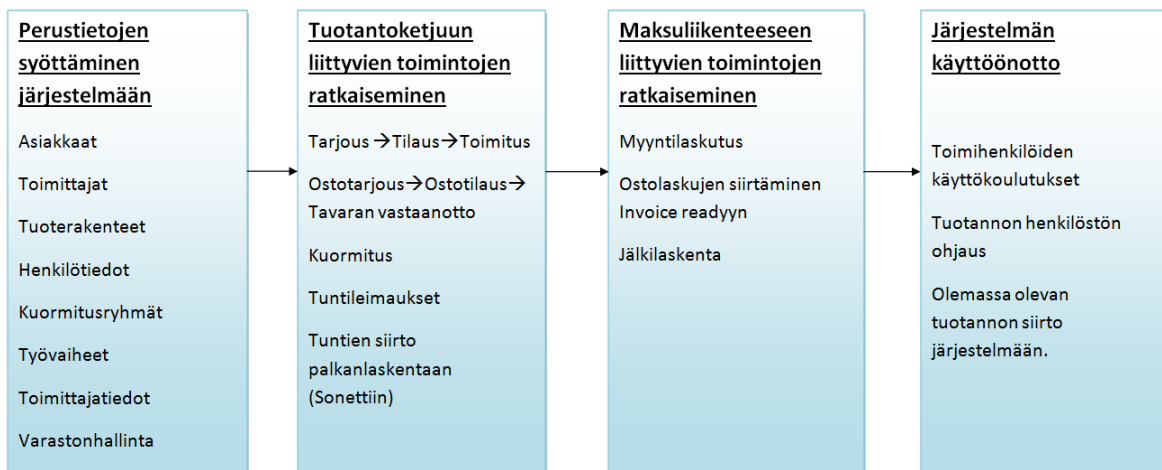 Perustietojen
syöttäminen
järjestelmään
Asiakkaat
Toimittajat
Tuoterakenteet
Henkilötiedot
Kuormitusryhmät
Työvaiheet
Toimittajatiedot
Varastonhallinta
Tuotantoketjuun
liittyvien toimintojen
ratkaiseminen
Tarjous →Tilaus→Toimitus
Ostotarjous→Ostotilaus→
Tavaran vastaanotto
Kuormitus
Tuntileimaukset
Tuntien siirto
palkanlaskentaan
(Sonettiin)
Maksuliikenteeseen
liittyvien toimintojen
ratkaiseminen
Myyntilaskutus
Ostolaskujen siirtäminen
Invoice readyyn
Jälkilaskenta
Järjestelmän
käyttöönotto
Toimihenkilöiden
käyttökoulutukset
Tuotannon henkilöstön
ohjaus
Olemassa olevan
tuotannon siirto
järjestelmään.